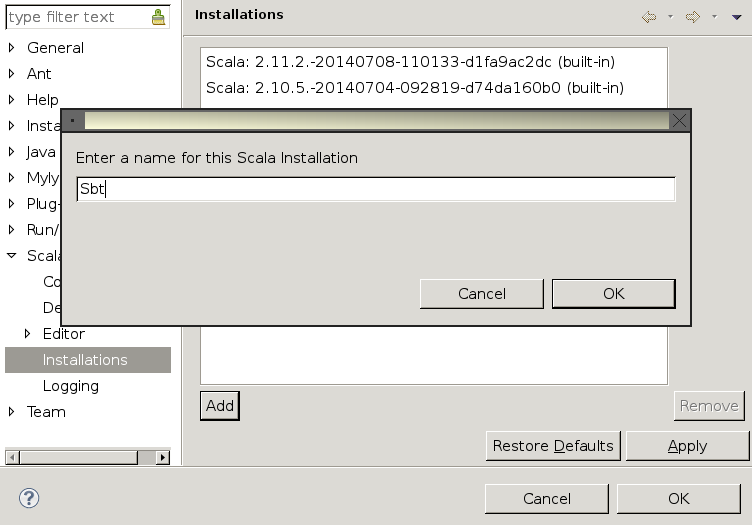 type filter text
Installations
General
Ant
Help
Insta
Java
Myly
Plug-
Run/
Scala
Co
De
Editor
Installations
Logging
Team
Scala: 2.11.2.-20140708-110133-d1fa9ac2dc (built-in)
Scala: 2.10.5.-20140704-092819-d74da160b0 (built-in)
Enter a name for this Scala Installation
Sbt
Cancel OK
Add Remove
Restore Defaults Apply
? Cancel OK